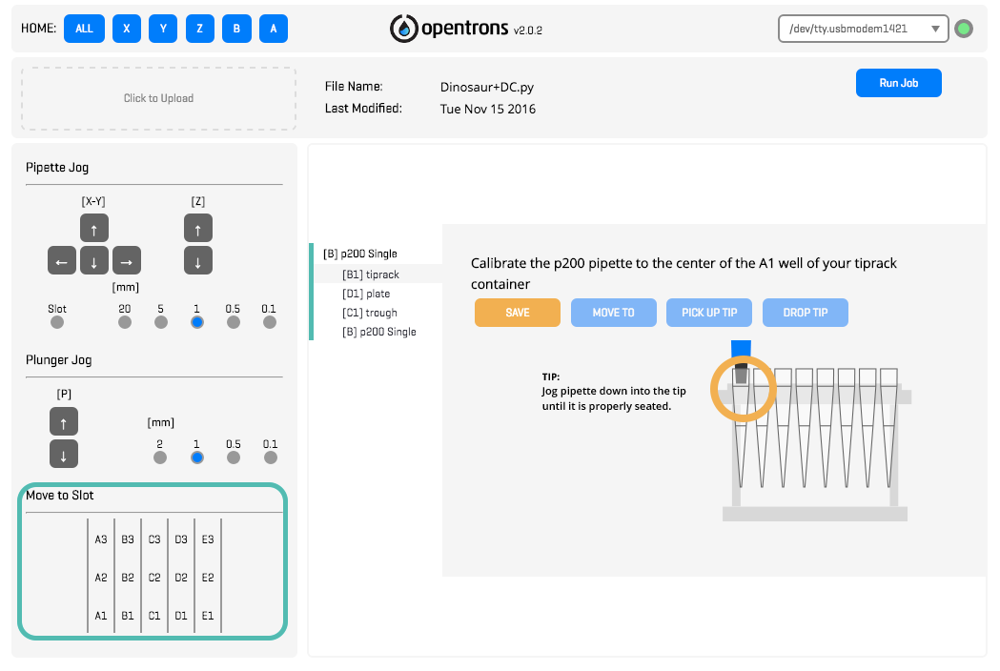 HOME: ALL X Y Z B A
opentrons v2.0.2
/dev/tty.usbmodem1421
Click to Upload
File Name: Dinosaur+DC.py
Last Modified: Tue Nov 15 2016
Run Job
Pipette Jog
[X-Y] [Z]
↑ ↑
← ↓ → ↓
[mm]
Slot 20 5 1 0.5 0.1
Plunger Jog
[P]
↑
↓
[mm]
2 1 0.5 0.1
Move to Slot
A3 B3 C3 D3 E3
A2 B2 C2 D2 E2
A1 B1 C1 D1 E1
[B] p200 Single
[B1] tiprack
[D1] plate
[C1] trough
[B] p200 Single
Calibrate the p200 pipette to the center of the A1 well of your tiprack
container
SAVE MOVE TO PICK UP TIP DROP TIP
TIP:
Jog pipette down into the tip
until it is properly seated.